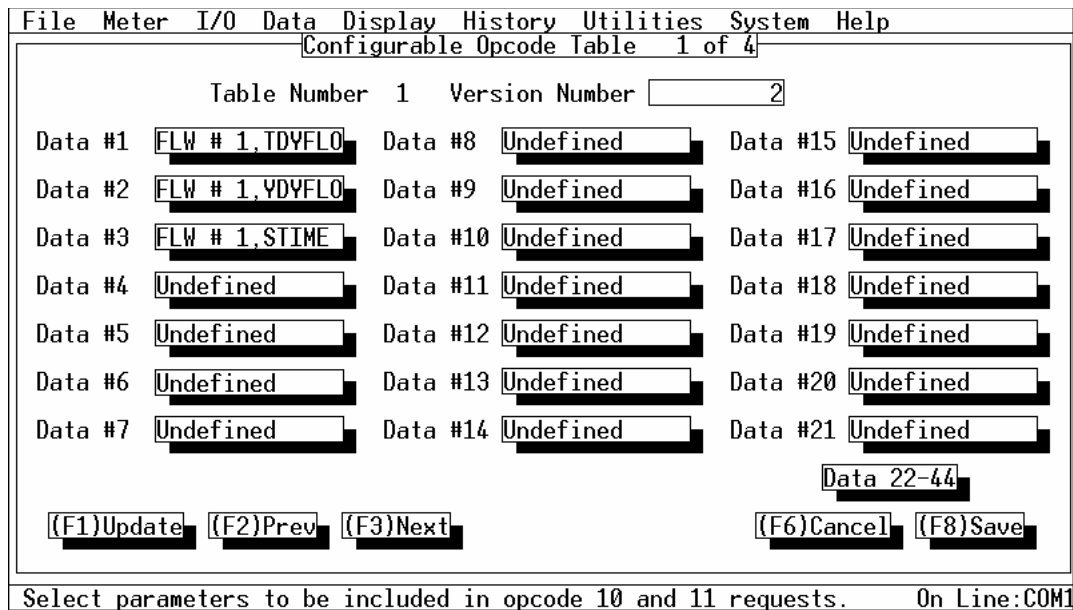 File Meter I/O Data Display History Utilities System Help
Configurable Opcode Table 1 of 4
Table Number 1 Version Number 2
Data #1 FLW # 1,TDYFLO Data #8 Undefined Data #15 Undefined
Data #2 FLW # 1,YDYFLO Data #9 Undefined Data #16 Undefined
Data #3 FLW # 1,STIME Data #10 Undefined Data #17 Undefined
Data #4 Undefined Data #11 Undefined Data #18 Undefined
Data #5 Undefined Data #12 Undefined Data #19 Undefined
Data #6 Undefined Data #13 Undefined Data #20 Undefined
Data #7 Undefined Data #14 Undefined Data #21 Undefined
Data 22-44
(F1)Update (F2)Prev (F3)Next (F6)Cancel (F8)Save
Select parameters to be included in opcode 10 and 11 requests. On Line:COM1